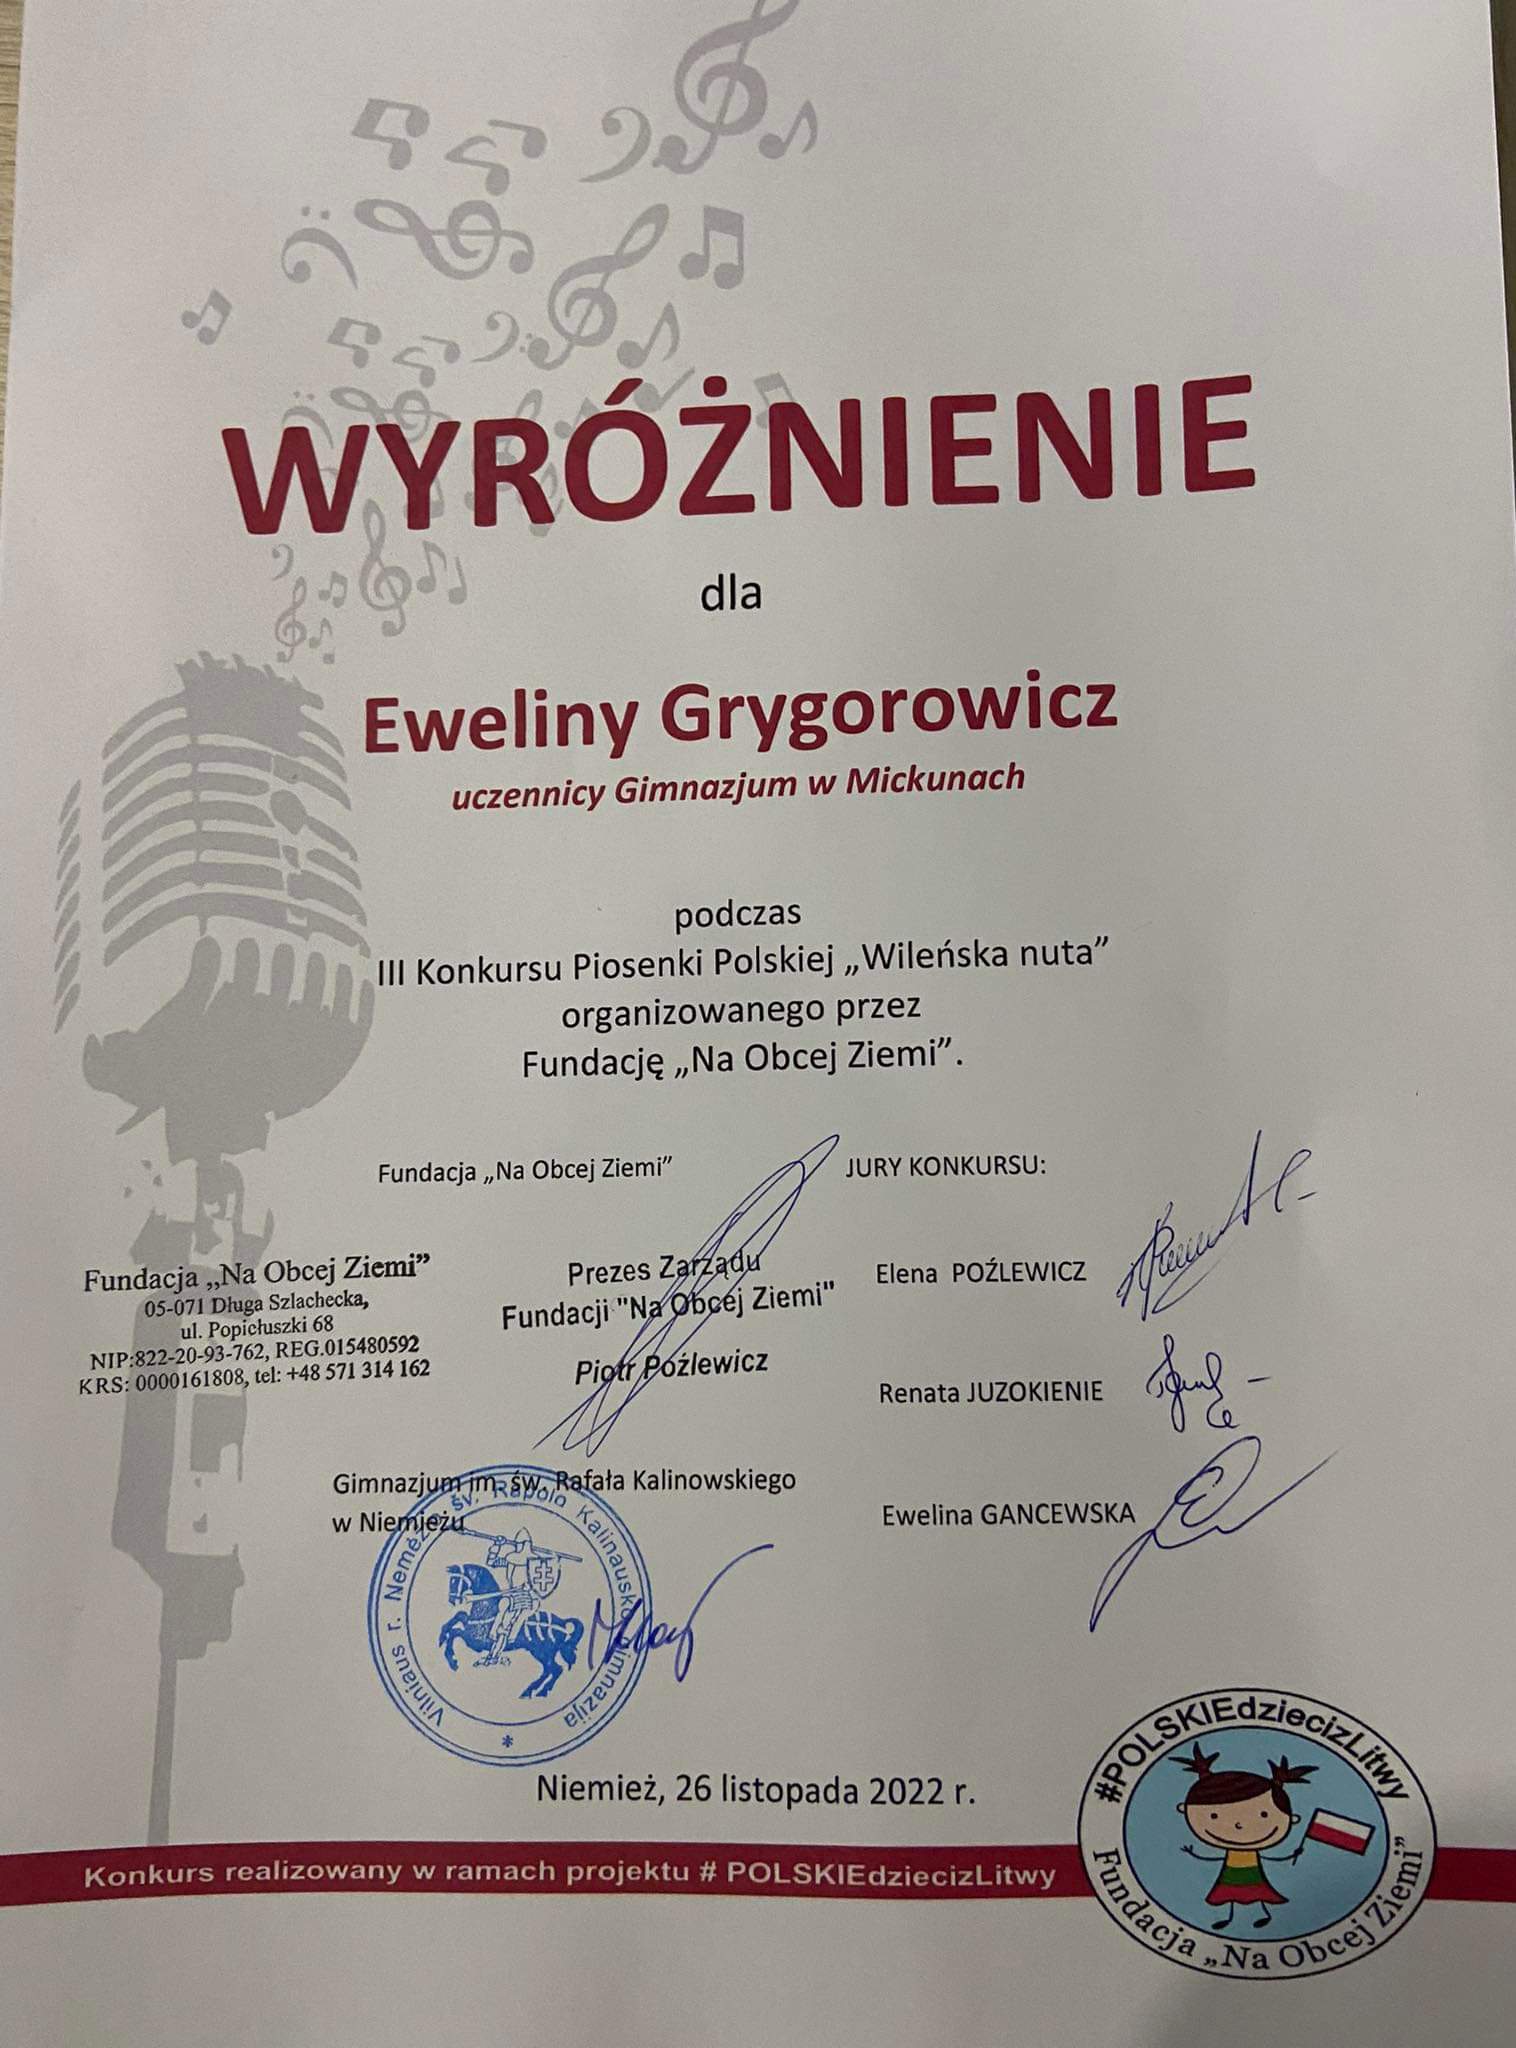 WYRÓŻNIENIE
dla
Eweliny Grygorowicz
uczennicy Gimnazjum w Mickunach
podczas
III Konkursu Piosenki Polskiej „Wileńska nuta”
organizowanego przez
Fundację „Na Obcej Ziemi”.
Fundacja „Na Obcej Ziemi”
Fundacja „Na Obcej Ziemi”
05-071 Długa Szlachecka,
ul. Popiełuszki 68
NIP:822-20-93-762, REG.015480592
KRS: 0000161808, tel: +48 571 314 162
Prezes Zarządu
Fundacji "Na Obcej Ziemi"
Piotr Poźlewicz
JURY KONKURSU:
Elena POŹLEWICZ
Renata JUZOKIENIE
Ewelina GANCEWSKA
Gimnazjum im. św. Rafała Kalinowskiego
w Niemieżu
Vilniaus r. Nemėžio šv. Rapolo Kalinausko gimnazija *
Niemież, 26 listopada 2022 r.
Konkurs realizowany w ramach projektu # POLSKIEdziecizLitwy
#POLSKIEdziecizLitwy
Fundacja „Na Obcej Ziemi”